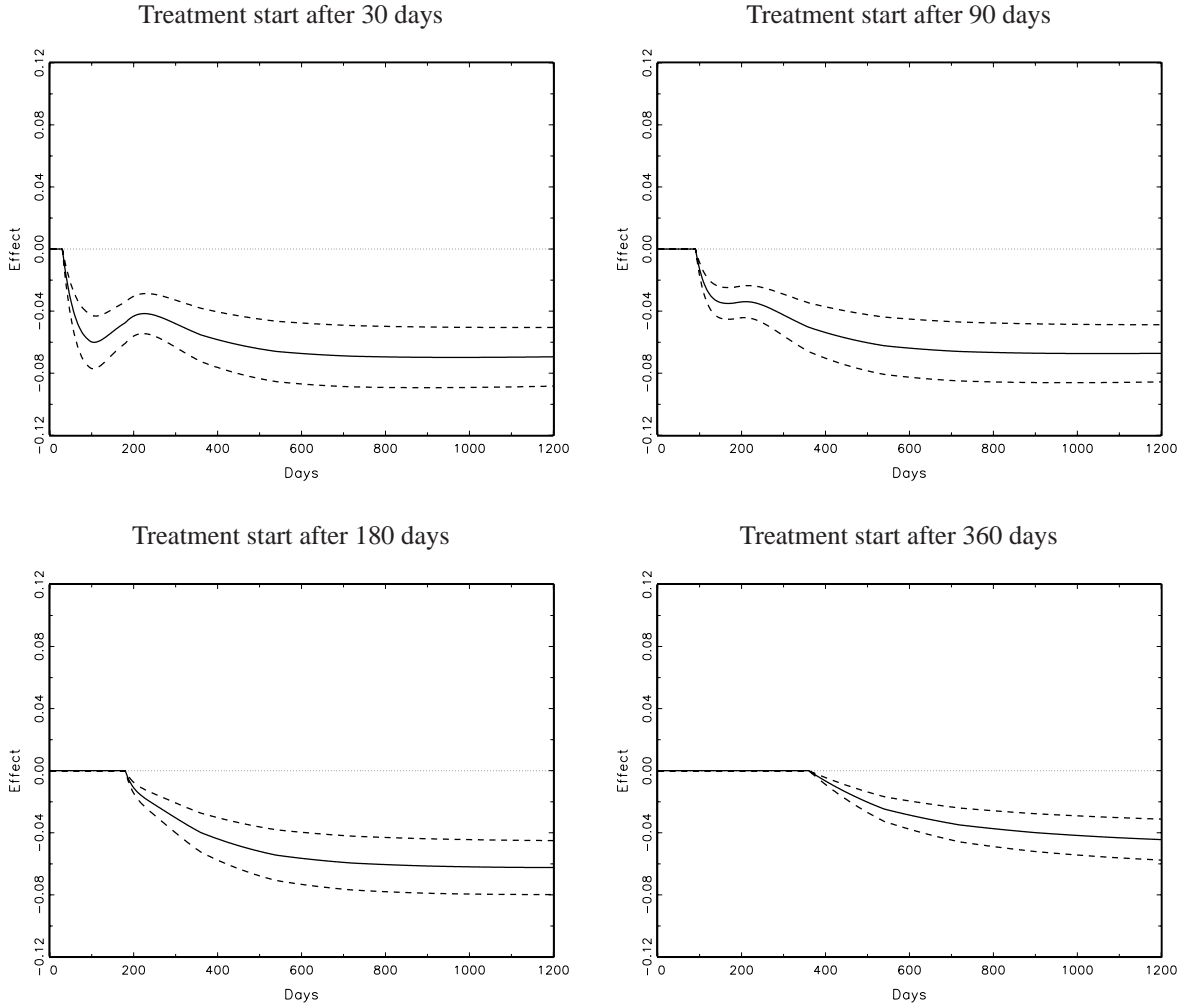 Treatment start after 30 days
Treatment start after 90 days
0.12
0.08
0.04
0.00
-0.04
-0.08
-0.12
Effect
0 200 400 600 800 1000 1200
Days
0.12
0.08
0.04
0.00
-0.04
-0.08
-0.12
Effect
0 200 400 600 800 1000 1200
Days
Treatment start after 180 days
Treatment start after 360 days
0.12
0.08
0.04
0.00
-0.04
-0.08
-0.12
Effect
0 200 400 600 800 1000 1200
Days
0.12
0.08
0.04
0.00
-0.04
-0.08
-0.12
Effect
0 200 400 600 800 1000 1200
Days